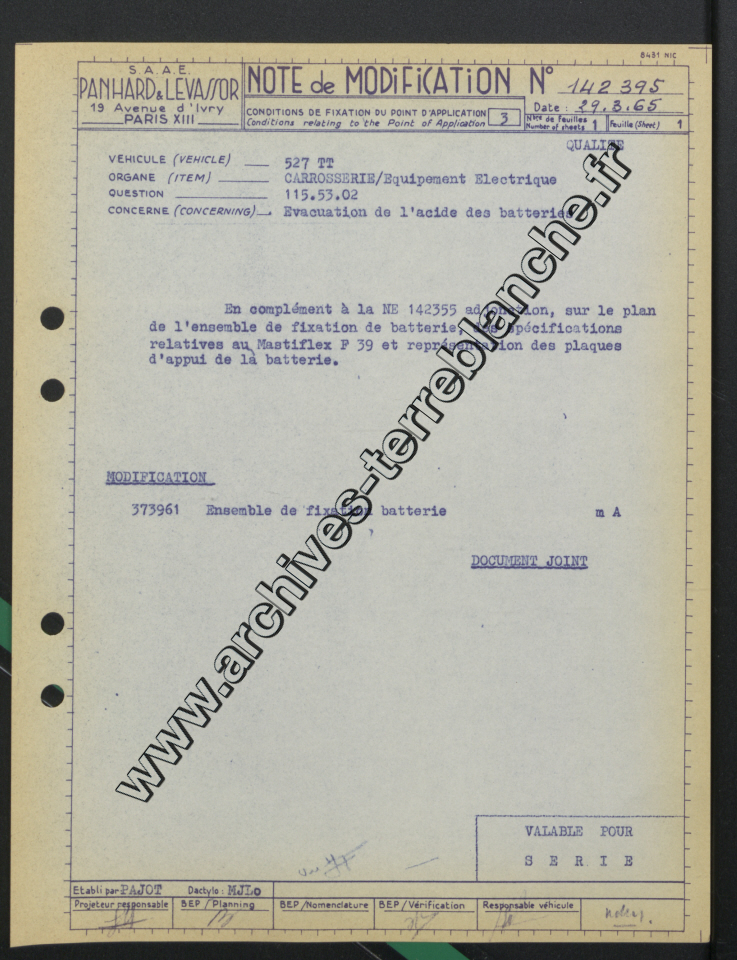 8431 NIC
S.A.A.E.
PANHARD & LEVASSOR
19 Avenue d'Ivry
PARIS XIII
NOTE de MODIFICATION N° 142 395
Date : 29.3.65
CONDITIONS DE FIXATION DU POINT D'APPLICATION 3
Conditions relating to the Point of Application
Nbre de feuilles 1
Number of sheets
Feuille (Sheet) 1
QUALITE
VEHICULE (VEHICLE) 527 TT
ORGANE (ITEM) CARROSSERIE/Equipement Electrique
QUESTION 115.53.02
CONCERNE (CONCERNING) Evacuation de l'acide des batteries
En complément à la NE 142355 adjonction, sur le plan
de l'ensemble de fixation de batterie, des spécifications
relatives au Mastiflex F 39 et représentation des plaques
d'appui de la batterie.
MODIFICATION
373961 Ensemble de fixation batterie m A
DOCUMENT JOINT
www.archives-terreblanche.fr
VALABLE POUR
S E R I E
Etabli par PAJOT Dactylo : MJLo
Projeteur responsable BEP / Planning BEP / Nomenclature BEP / Vérification Responsable véhicule